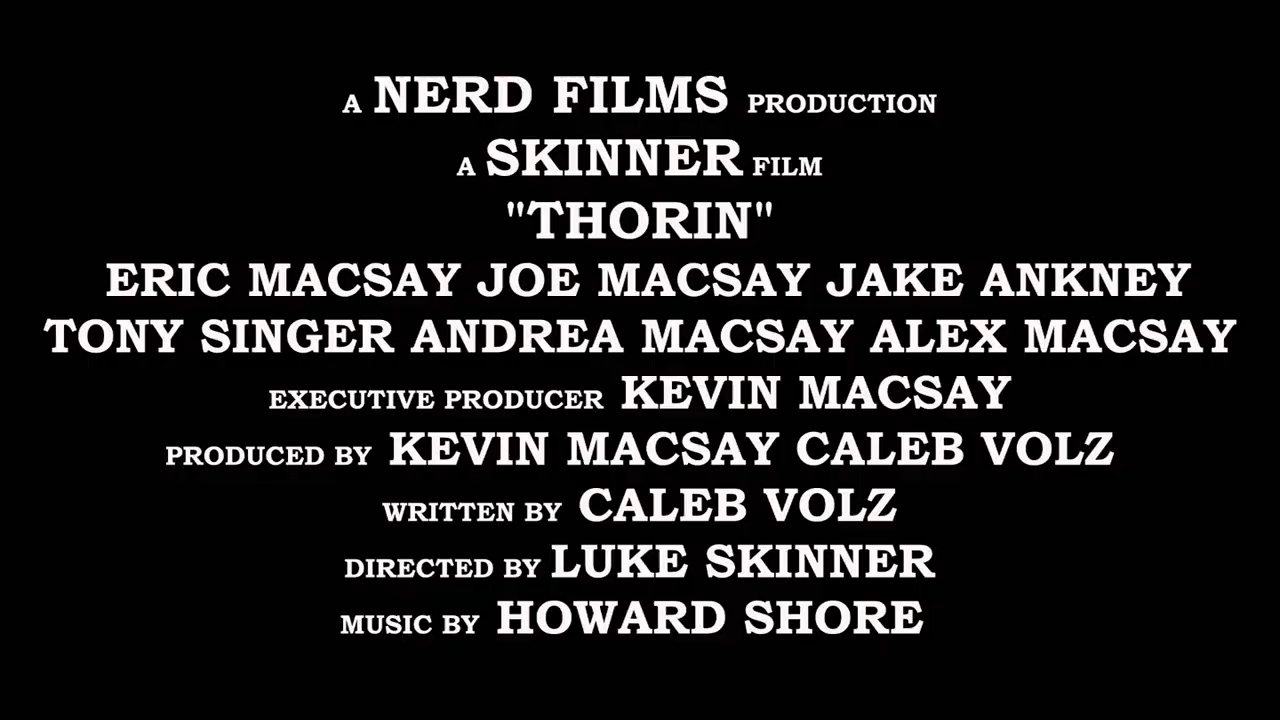 A NERD FILMS PRODUCTION
A SKINNER FILM
"THORIN"
ERIC MACSAY JOE MACSAY JAKE ANKNEY
TONY SINGER ANDREA MACSAY ALEX MACSAY
EXECUTIVE PRODUCER KEVIN MACSAY
PRODUCED BY KEVIN MACSAY CALEB VOLZ
WRITTEN BY CALEB VOLZ
DIRECTED BY LUKE SKINNER
MUSIC BY HOWARD SHORE